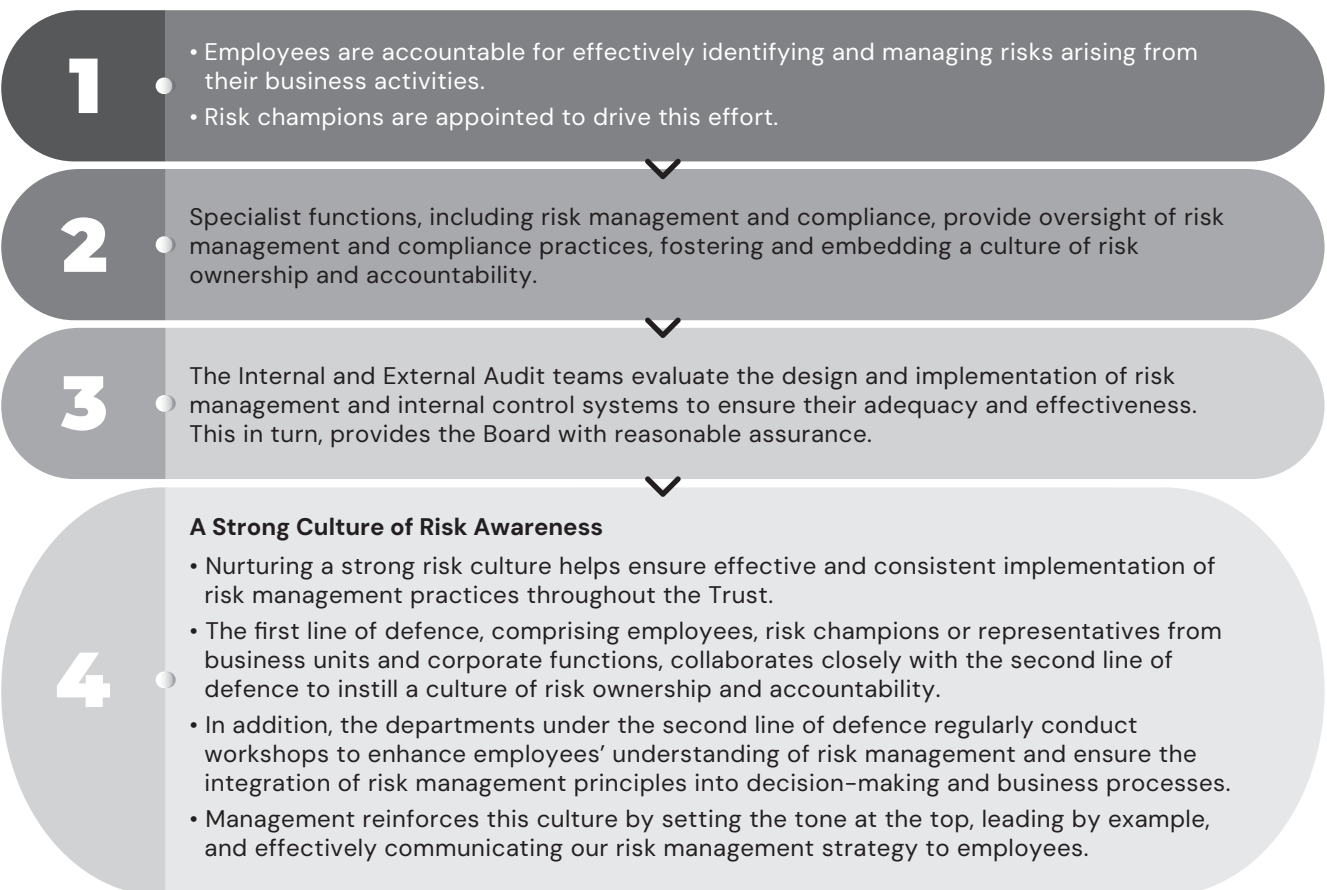 1
• Employees are accountable for effectively identifying and managing risks arising from
their business activities.
• Risk champions are appointed to drive this effort.
2
Specialist functions, including risk management and compliance, provide oversight of risk
management and compliance practices, fostering and embedding a culture of risk
ownership and accountability.
3
The Internal and External Audit teams evaluate the design and implementation of risk
management and internal control systems to ensure their adequacy and effectiveness.
This in turn, provides the Board with reasonable assurance.
4
A Strong Culture of Risk Awareness
• Nurturing a strong risk culture helps ensure effective and consistent implementation of
risk management practices throughout the Trust.
• The first line of defence, comprising employees, risk champions or representatives from
business units and corporate functions, collaborates closely with the second line of
defence to instill a culture of risk ownership and accountability.
• In addition, the departments under the second line of defence regularly conduct
workshops to enhance employees’ understanding of risk management and ensure the
integration of risk management principles into decision-making and business processes.
• Management reinforces this culture by setting the tone at the top, leading by example,
and effectively communicating our risk management strategy to employees.